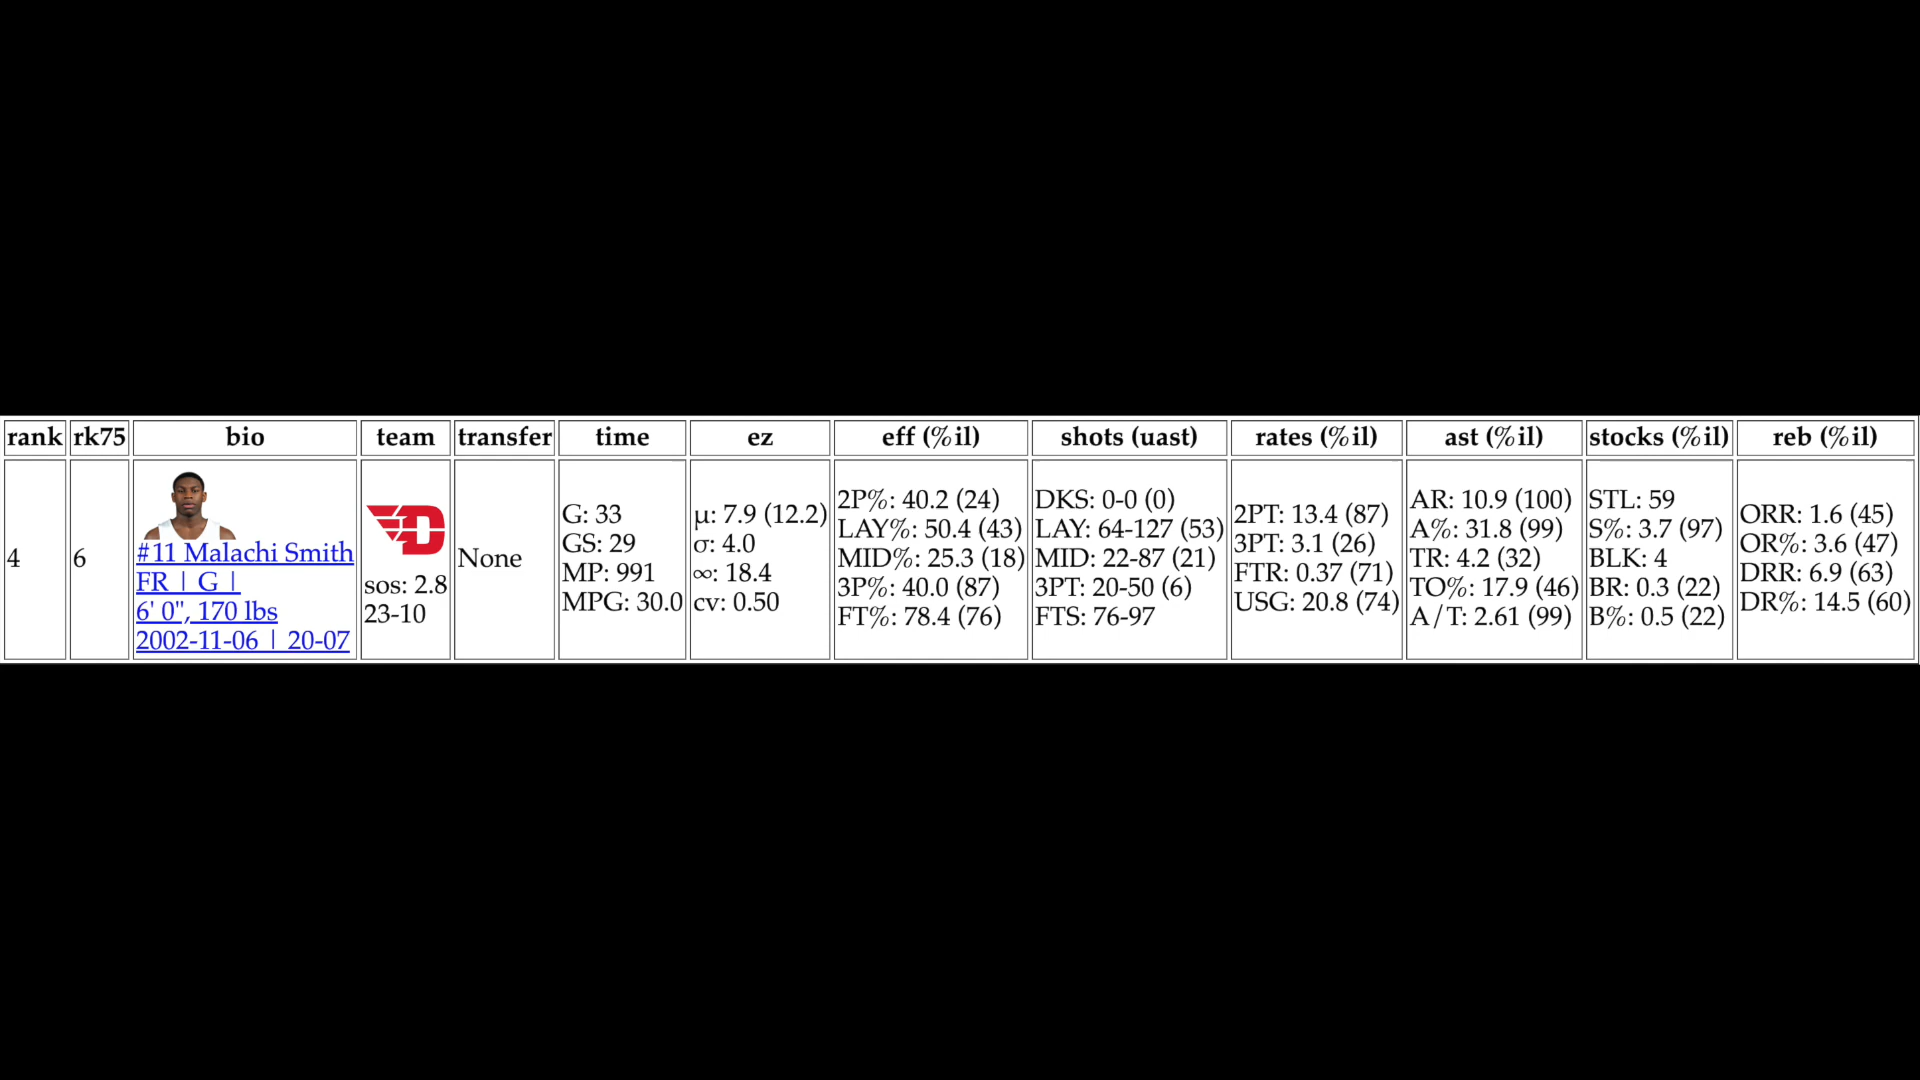 rank rk75 bio team transfer time ez eff (%il) shots (uast) rates (%il) ast (%il) stocks (%il) reb (%il)
4
6
#11 Malachi Smith
FR | G |
6' 0", 170 lbs
2002-11-06 | 20-07
sos: 2.8
23-10
None
G: 33
GS: 29
MP: 991
MPG: 30.0
μ: 7.9 (12.2)
σ: 4.0
∞: 18.4
cv: 0.50
2P%: 40.2 (24)
LAY%: 50.4 (43)
MID%: 25.3 (18)
3P%: 40.0 (87)
FT%: 78.4 (76)
DKS: 0-0 (0)
LAY: 64-127 (53)
MID: 22-87 (21)
3PT: 20-50 (6)
FTS: 76-97
2PT: 13.4 (87)
3PT: 3.1 (26)
FTR: 0.37 (71)
USG: 20.8 (74)
AR: 10.9 (100)
A%: 31.8 (99)
TR: 4.2 (32)
TO%: 17.9 (46)
A/T: 2.61 (99)
STL: 59
S%: 3.7 (97)
BLK: 4
BR: 0.3 (22)
B%: 0.5 (22)
ORR: 1.6 (45)
OR%: 3.6 (47)
DRR: 6.9 (63)
DR%: 14.5 (60)